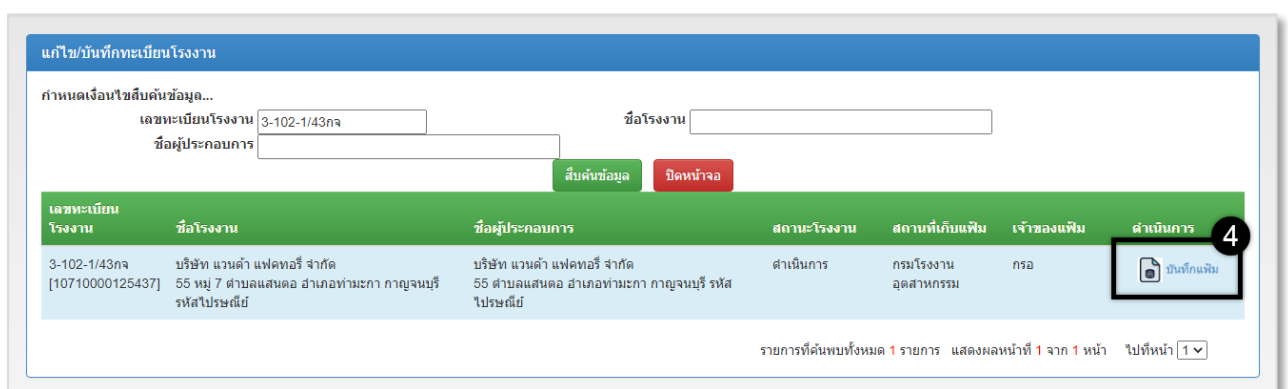 แก้ไข/บันทึกทะเบียนโรงงาน
กำหนดเงื่อนไขสืบค้นข้อมูล...
เลขทะเบียนโรงงาน 3-102-1/43กจ ชื่อโรงงาน
ชื่อผู้ประกอบการ
สืบค้นข้อมูล ปิดหน้าจอ
เลขทะเบียน
โรงงาน ชื่อโรงงาน ชื่อผู้ประกอบการ สถานะโรงงาน สถานที่เก็บแฟ้ม เจ้าของแฟ้ม ดำเนินการ 4
3-102-1/43กจ บริษัท แวนด้า แฟคทอรี่ จำกัด บริษัท แวนด้า แฟคทอรี่ จำกัด ดำเนินการ กรมโรงงาน กรอ บันทึกแฟ้ม
[10710000125437] 55 หมู่ 7 ตำบลแสนตอ อำเภอท่ามะกา กาญจนบุรี 55 ตำบลแสนตอ อำเภอท่ามะกา กาญจนบุรี รหัส อุตสาหกรรม
รหัสไปรษณีย์ ไปรษณีย์
รายการที่ค้นพบทั้งหมด 1 รายการ แสดงผลหน้าที่ 1 จาก 1 หน้า ไปที่หน้า 1